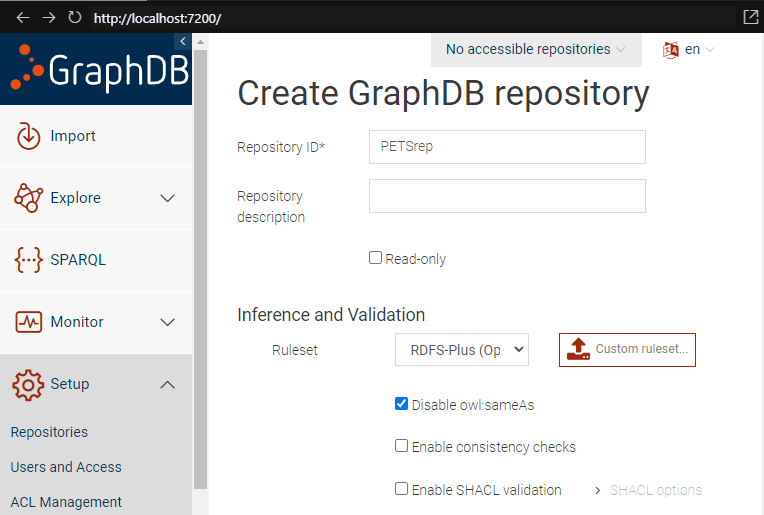 http://localhost:7200/
GraphDB
No accessible repositories
en
Import
Explore
SPARQL
Monitor
Setup
Repositories
Users and Access
ACL Management
Create GraphDB repository
Repository ID*
PETSrep
Repository
description
Read-only
Inference and Validation
Ruleset
RDFS-Plus (Op
Custom ruleset...
Disable owl:sameAs
Enable consistency checks
Enable SHACL validation
SHACL options